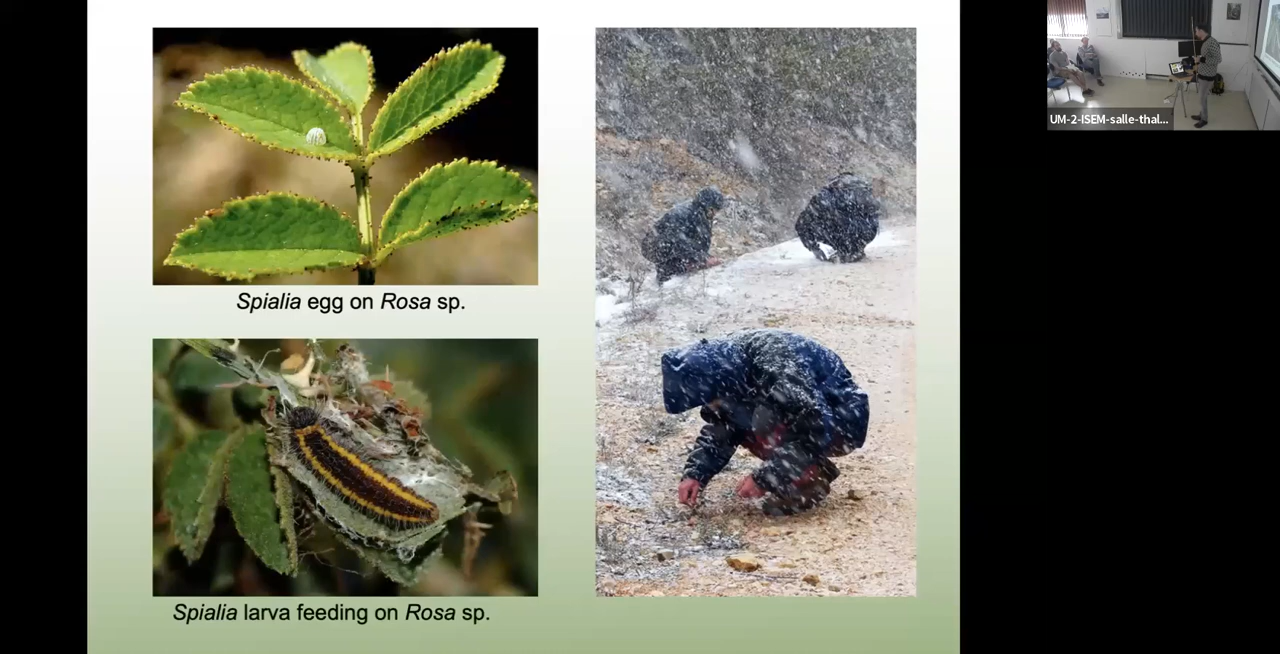 Spialia egg on Rosa sp.
Spialia larva feeding on Rosa sp.
UM-2-ISEM-salle-thal...